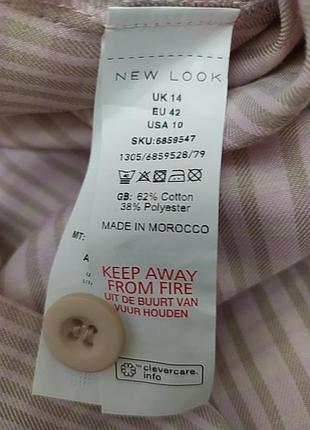 NEW LOOK
UK 14
EU 42
USA 10
SKU:6859547
1305/6859528/79
GB: 62% Cotton
38% Polyester
MADE IN MOROCCO
MT:
KEEP AWAY
FROM FIRE
UIT DE BUURT VAN
VUUR HOUDEN
clevercare.
info